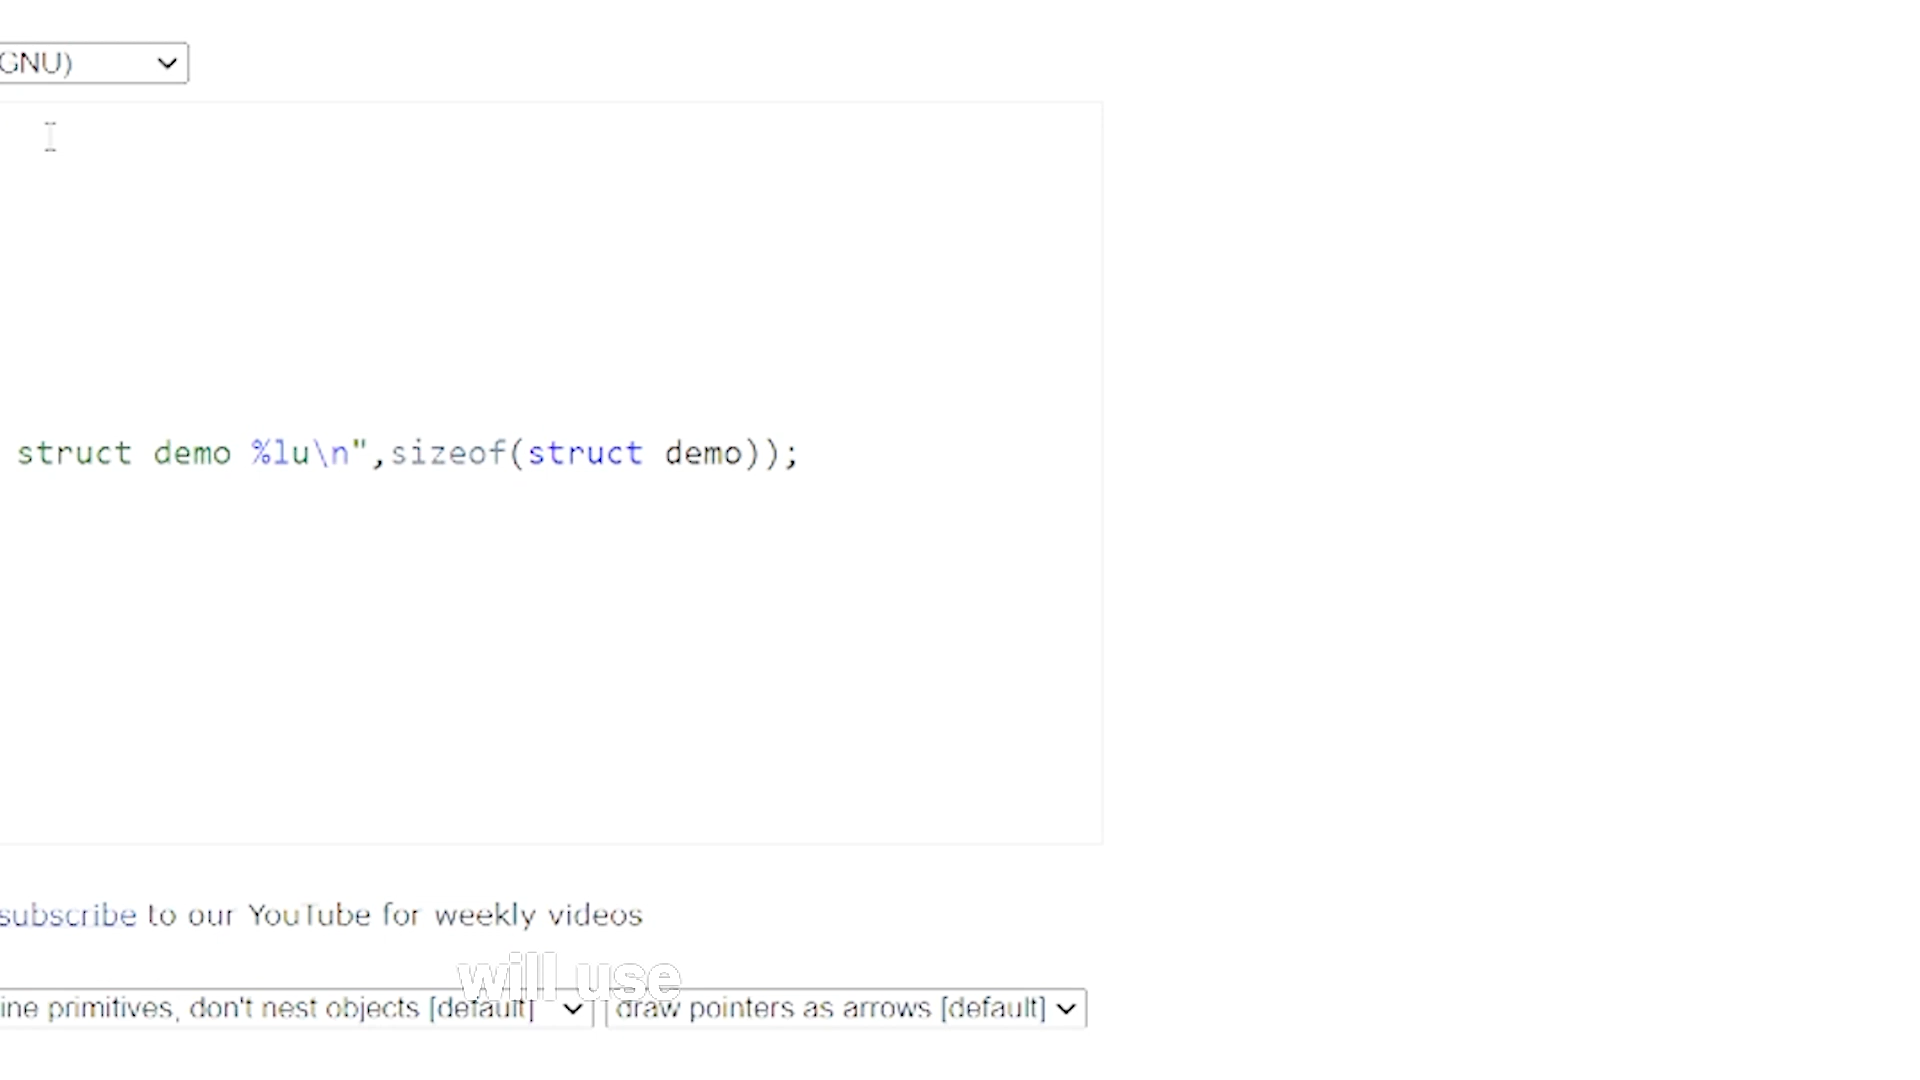 GNU)
struct demo %lu\n",sizeof(struct demo));
subscribe to our YouTube for weekly videos
will use
ine primitives, don't nest objects [default] draw pointers as arrows [default]